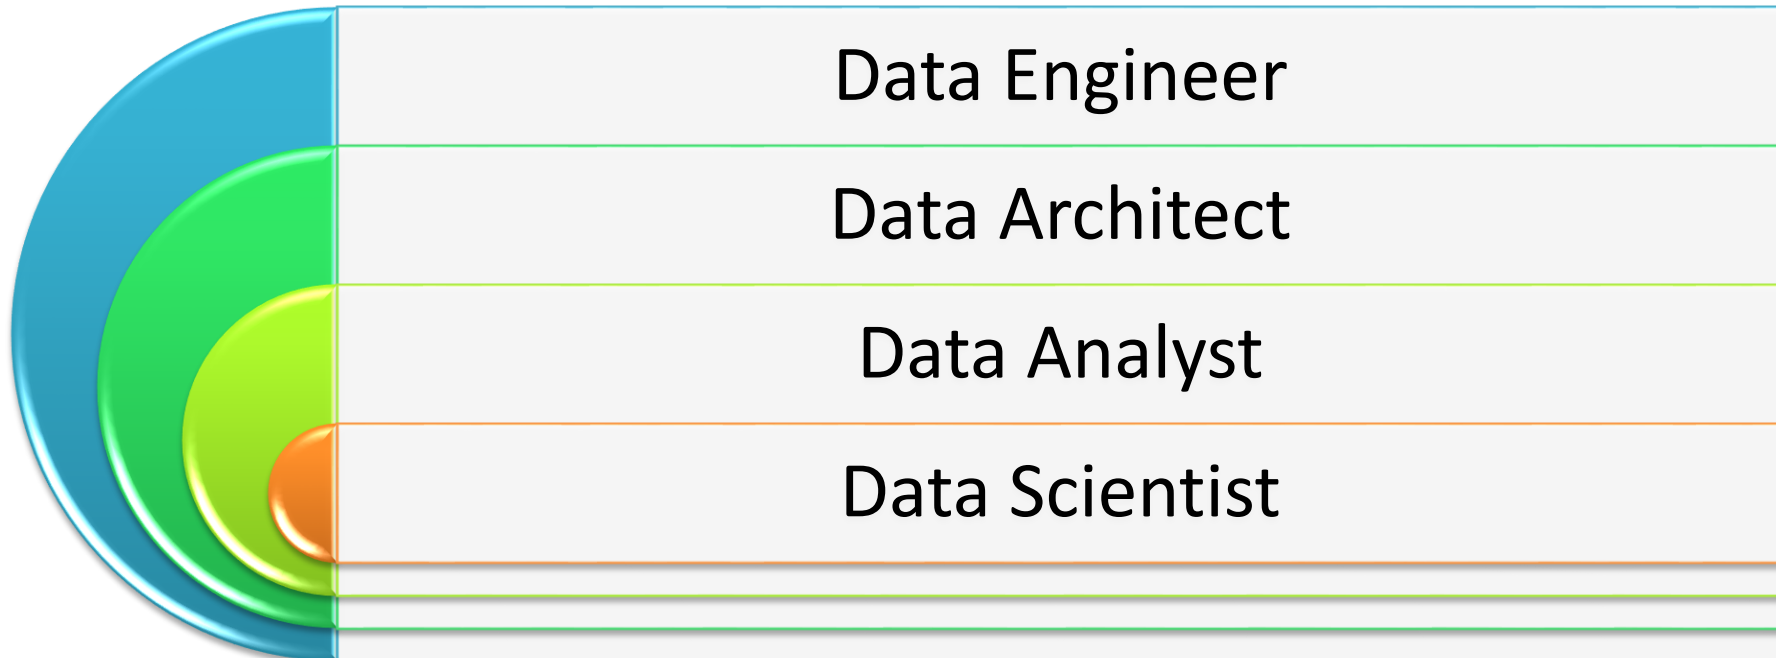 Data Engineer
Data Architect
Data Analyst
Data Scientist